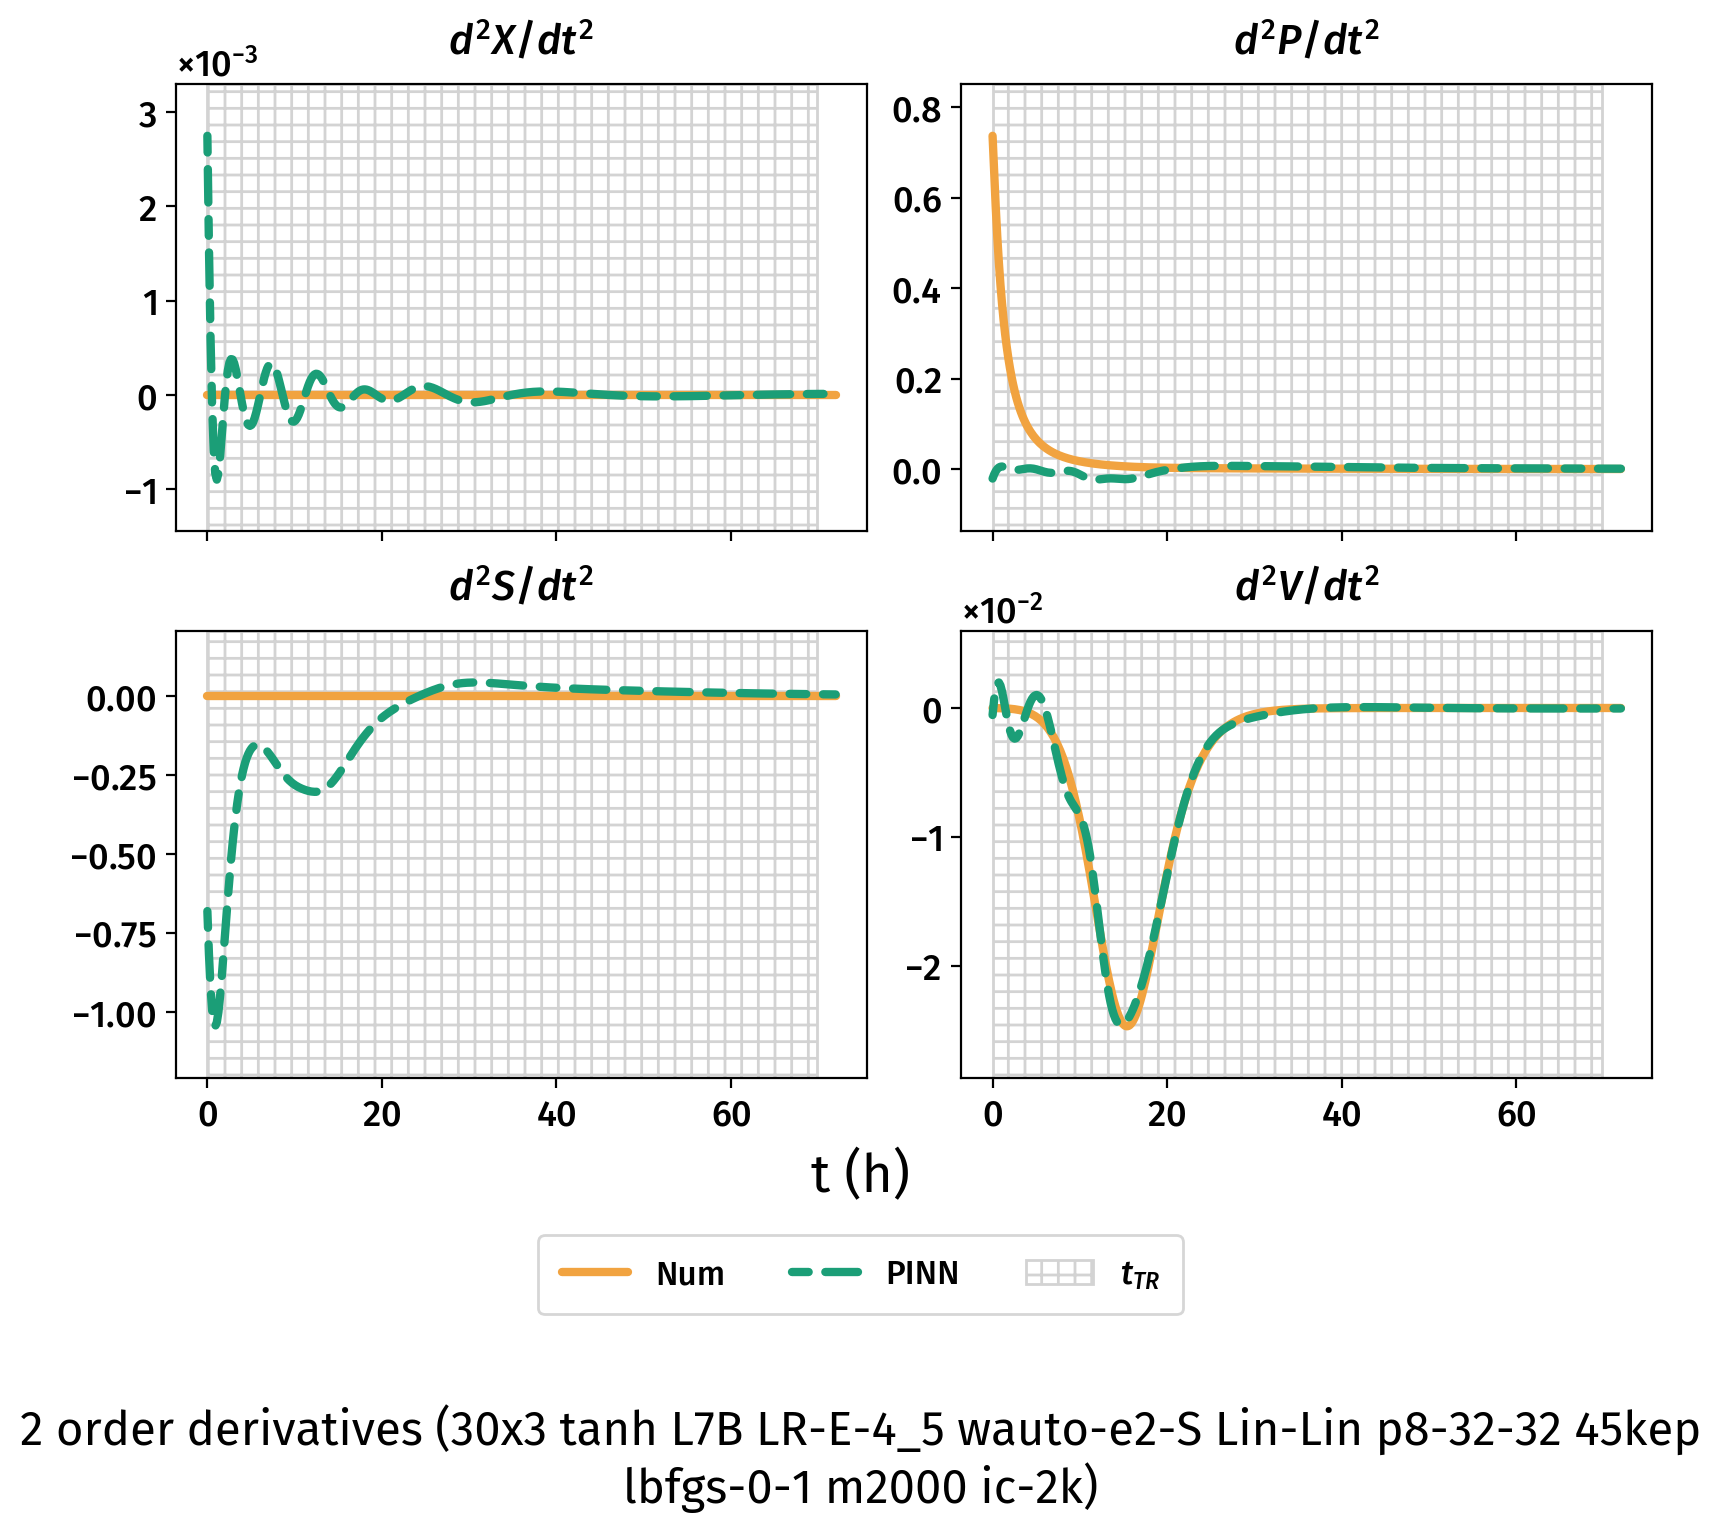 d²X/dt²
d²P/dt²
×10⁻³
3
2
1
0
−1
0.8
0.6
0.4
0.2
0.0
d²S/dt²
d²V/dt²
0.00
−0.25
−0.50
−0.75
−1.00
×10⁻²
0
−1
−2
0 20 40 60
0 20 40 60
t (h)
Num PINN t_TR
2 order derivatives (30x3 tanh L7B LR-E-4_5 wauto-e2-S Lin-Lin p8-32-32 45kep
lbfgs-0-1 m2000 ic-2k)